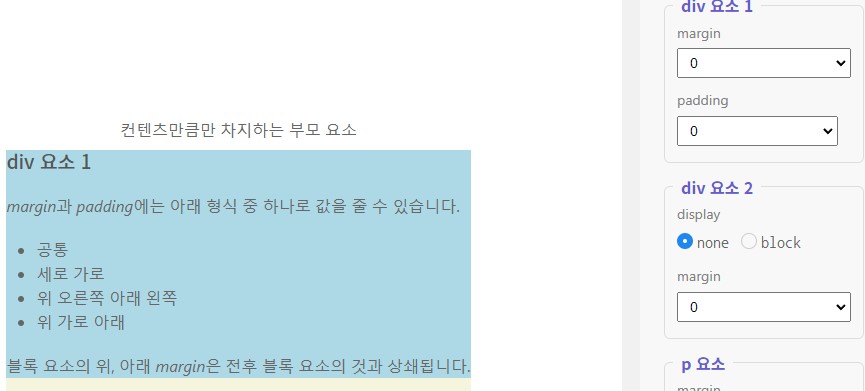 컨텐츠만큼만 차지하는 부모 요소
div 요소 1
margin과 padding에는 아래 형식 중 하나로 값을 줄 수 있습니다.
공통
세로 가로
위 오른쪽 아래 왼쪽
위 가로 아래
블록 요소의 위, 아래 margin은 전후 블록 요소의 것과 상쇄됩니다.
div 요소 1
margin
0
padding
0
div 요소 2
display
none block
margin
0
p 요소
margin